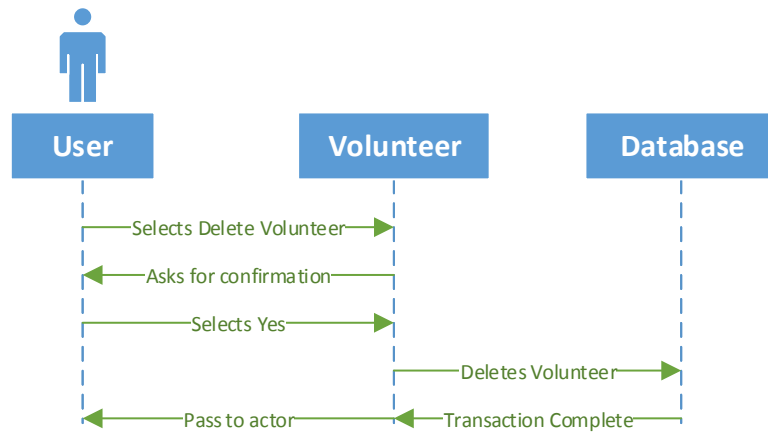 User
Volunteer
Database
Selects Delete Volunteer
Asks for confirmation
Selects Yes
Deletes Volunteer
Pass to actor
Transaction Complete